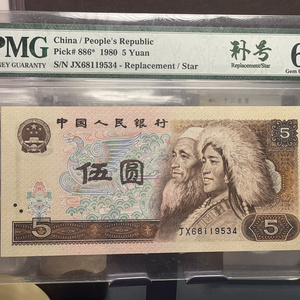 PMG
China / People's Republic
Pick# 886* 1980 5 Yuan
S/N JX68119534 - Replacement / Star
补号
Replacement/Star
6
Gem
中国人民银行
5
伍圆
JX68119534
5
5